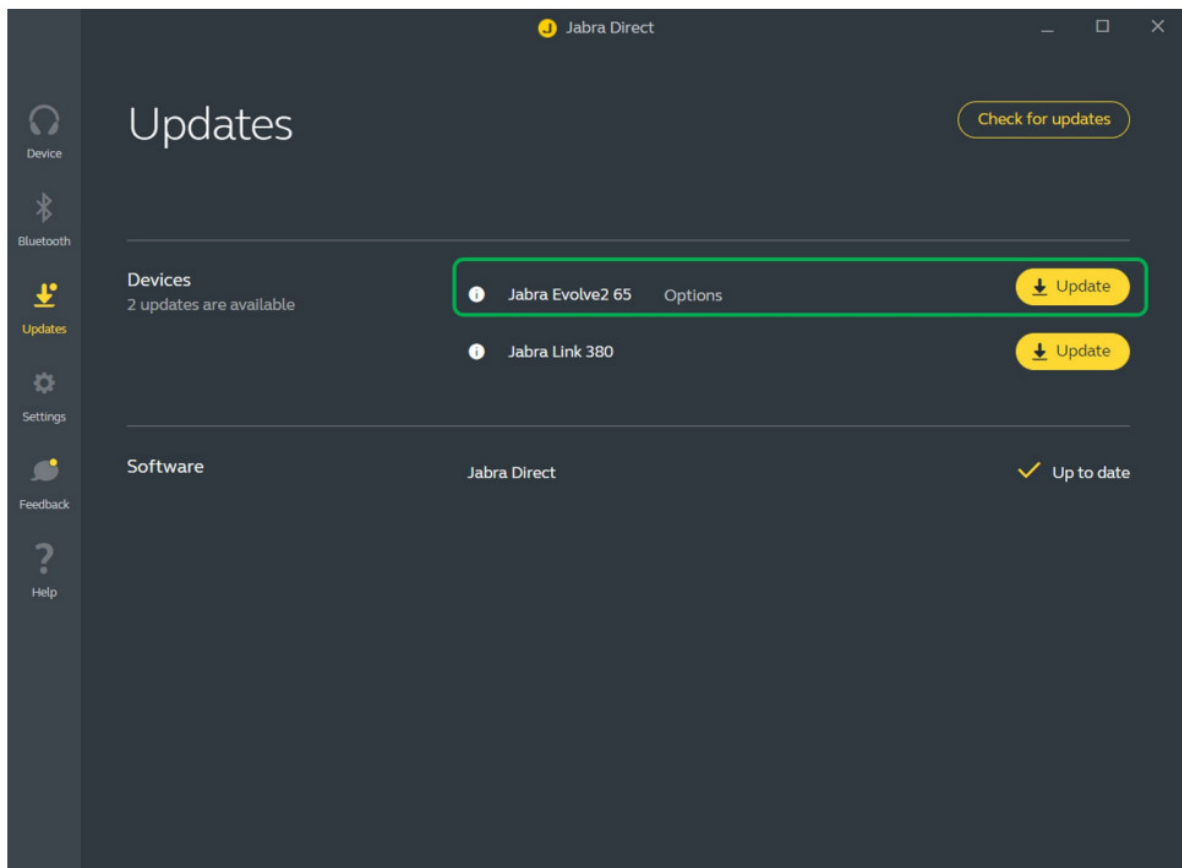 Jabra Direct
Device
Bluetooth
Updates
Settings
Feedback
Help
Updates
Check for updates
Devices
2 updates are available
Jabra Evolve2 65 Options Update
Jabra Link 380 Update
Software
Jabra Direct Up to date